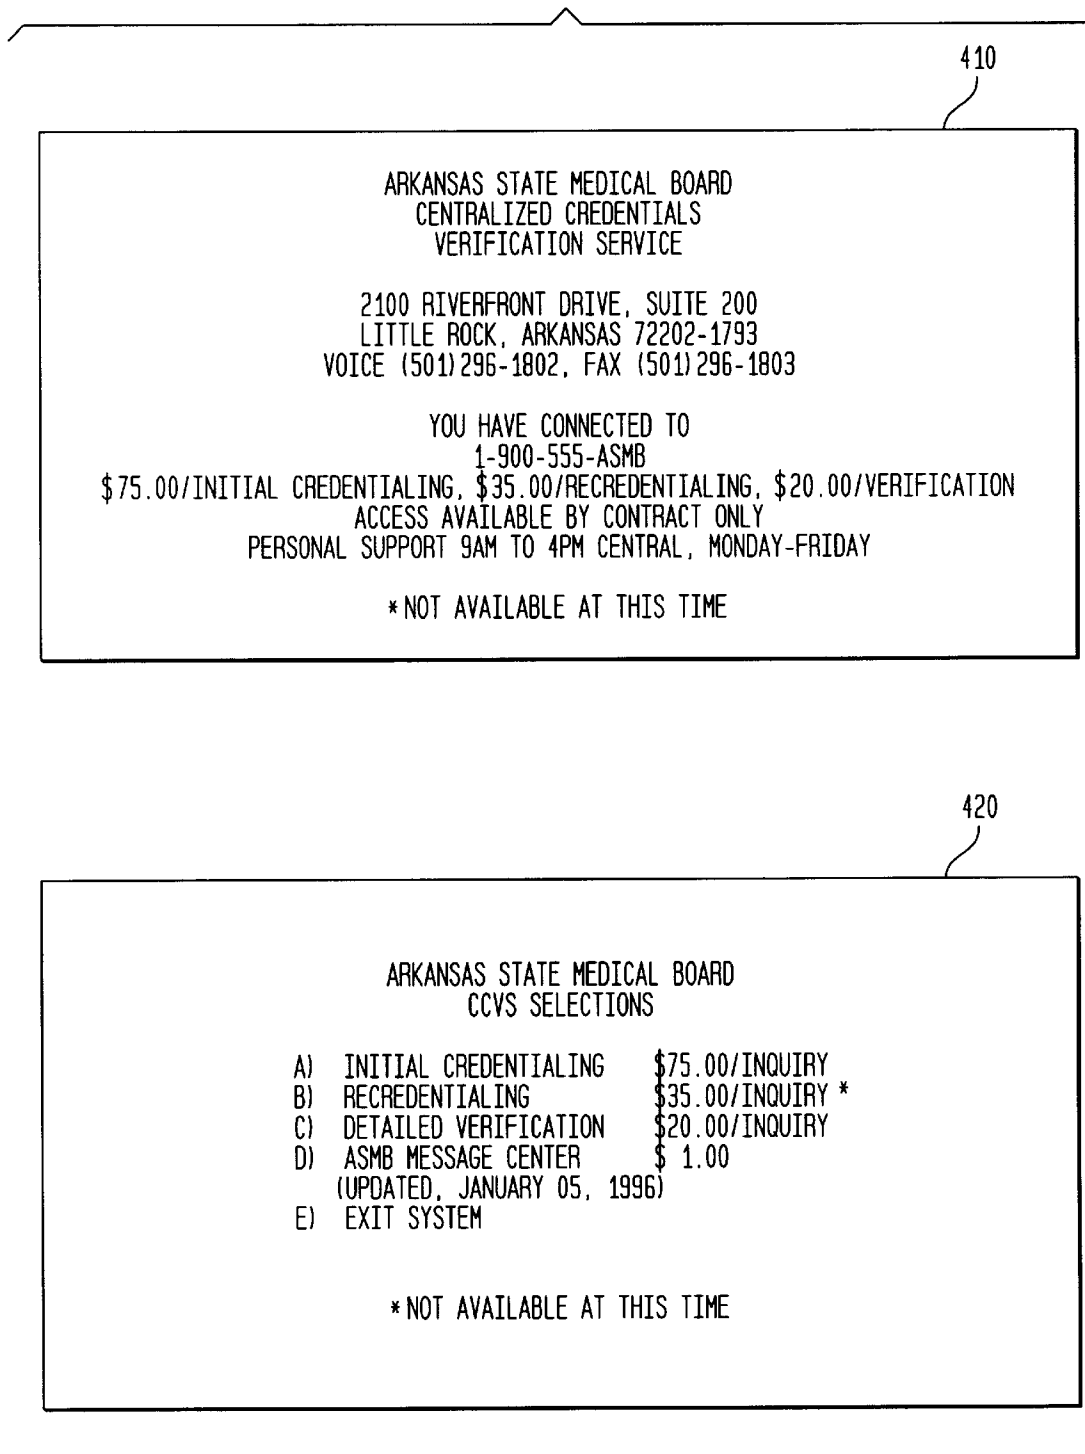 410
ARKANSAS STATE MEDICAL BOARD
CENTRALIZED CREDENTIALS
VERIFICATION SERVICE
2100 RIVERFRONT DRIVE, SUITE 200
LITTLE ROCK, ARKANSAS 72202-1793
VOICE (501)296-1802, FAX (501)296-1803
YOU HAVE CONNECTED TO
1-900-555-ASMB
$75.00/INITIAL CREDENTIALING, $35.00/RECREDENTIALING, $20.00/VERIFICATION
ACCESS AVAILABLE BY CONTRACT ONLY
PERSONAL SUPPORT 9AM TO 4PM CENTRAL, MONDAY-FRIDAY
*NOT AVAILABLE AT THIS TIME
420
ARKANSAS STATE MEDICAL BOARD
CCVS SELECTIONS
A) INITIAL CREDENTIALING $75.00/INQUIRY
B) RECREDENTIALING $35.00/INQUIRY *
C) DETAILED VERIFICATION $20.00/INQUIRY
D) ASMB MESSAGE CENTER $ 1.00
(UPDATED, JANUARY 05, 1996)
E) EXIT SYSTEM
*NOT AVAILABLE AT THIS TIME